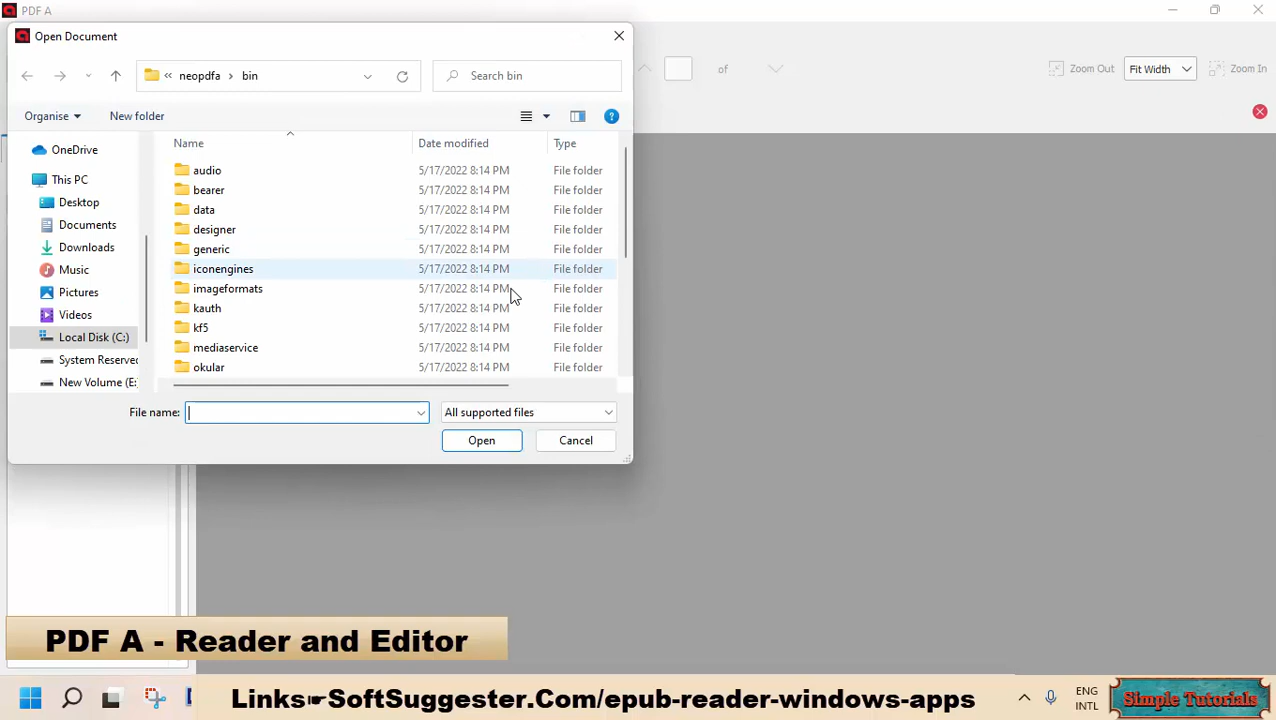 PDF A
Open Document
neopdfa
bin
Search bin
of
Zoom Out
Fit Width
Zoom In
Organise
New folder
Name
Date modified
Type
OneDrive
This PC
Desktop
Documents
Downloads
Music
Pictures
Videos
Local Disk (C:)
System Reserve
New Volume (E:
audio 5/17/2022 8:14 PM File folder
bearer 5/17/2022 8:14 PM File folder
data 5/17/2022 8:14 PM File folder
designer 5/17/2022 8:14 PM File folder
generic 5/17/2022 8:14 PM File folder
iconengines 5/17/2022 8:14 PM File folder
imageformats 5/17/2022 8:14 PM File folder
kauth 5/17/2022 8:14 PM File folder
kf5 5/17/2022 8:14 PM File folder
mediaservice 5/17/2022 8:14 PM File folder
okular 5/17/2022 8:14 PM File folder
File name:
All supported files
Open
Cancel
PDF A - Reader and Editor
Links☛SoftSuggester.Com/epub-reader-windows-apps
ENG
INTL
Simple Tutorials